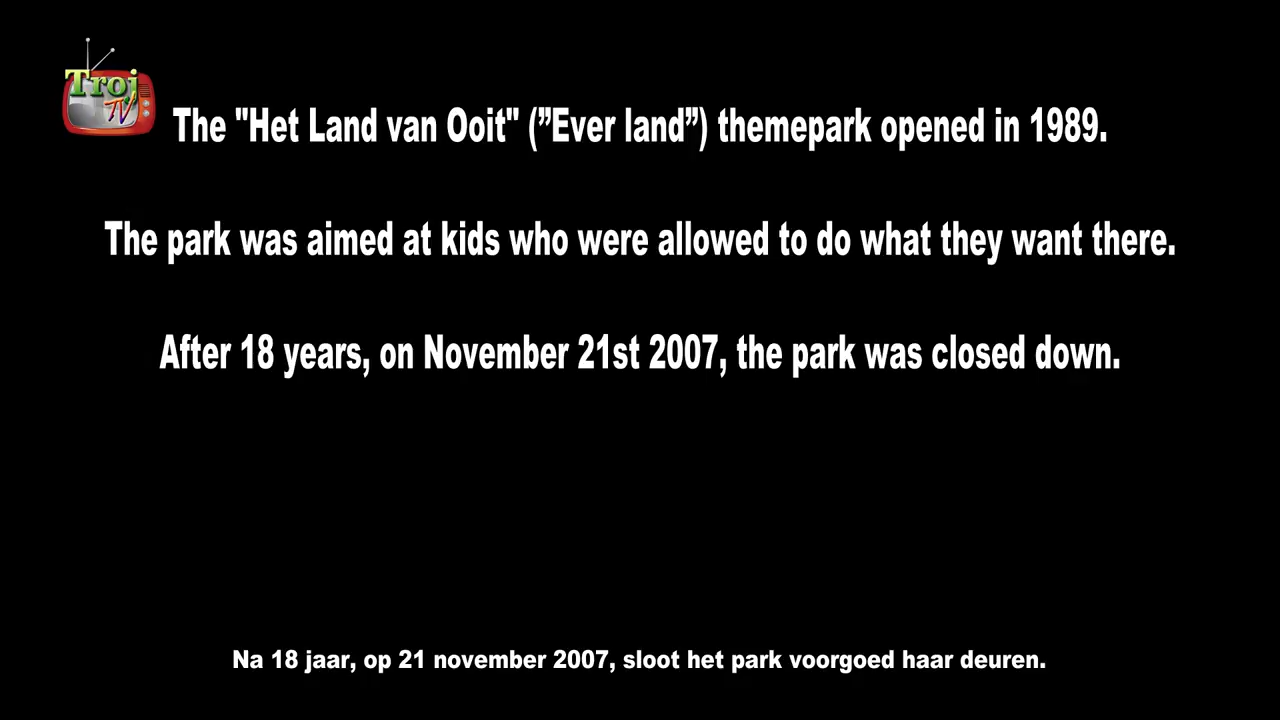 Troj
TV
The "Het Land van Ooit" (”Ever land”) themepark opened in 1989.
The park was aimed at kids who were allowed to do what they want there.
After 18 years, on November 21st 2007, the park was closed down.
Na 18 jaar, op 21 november 2007, sloot het park voorgoed haar deuren.